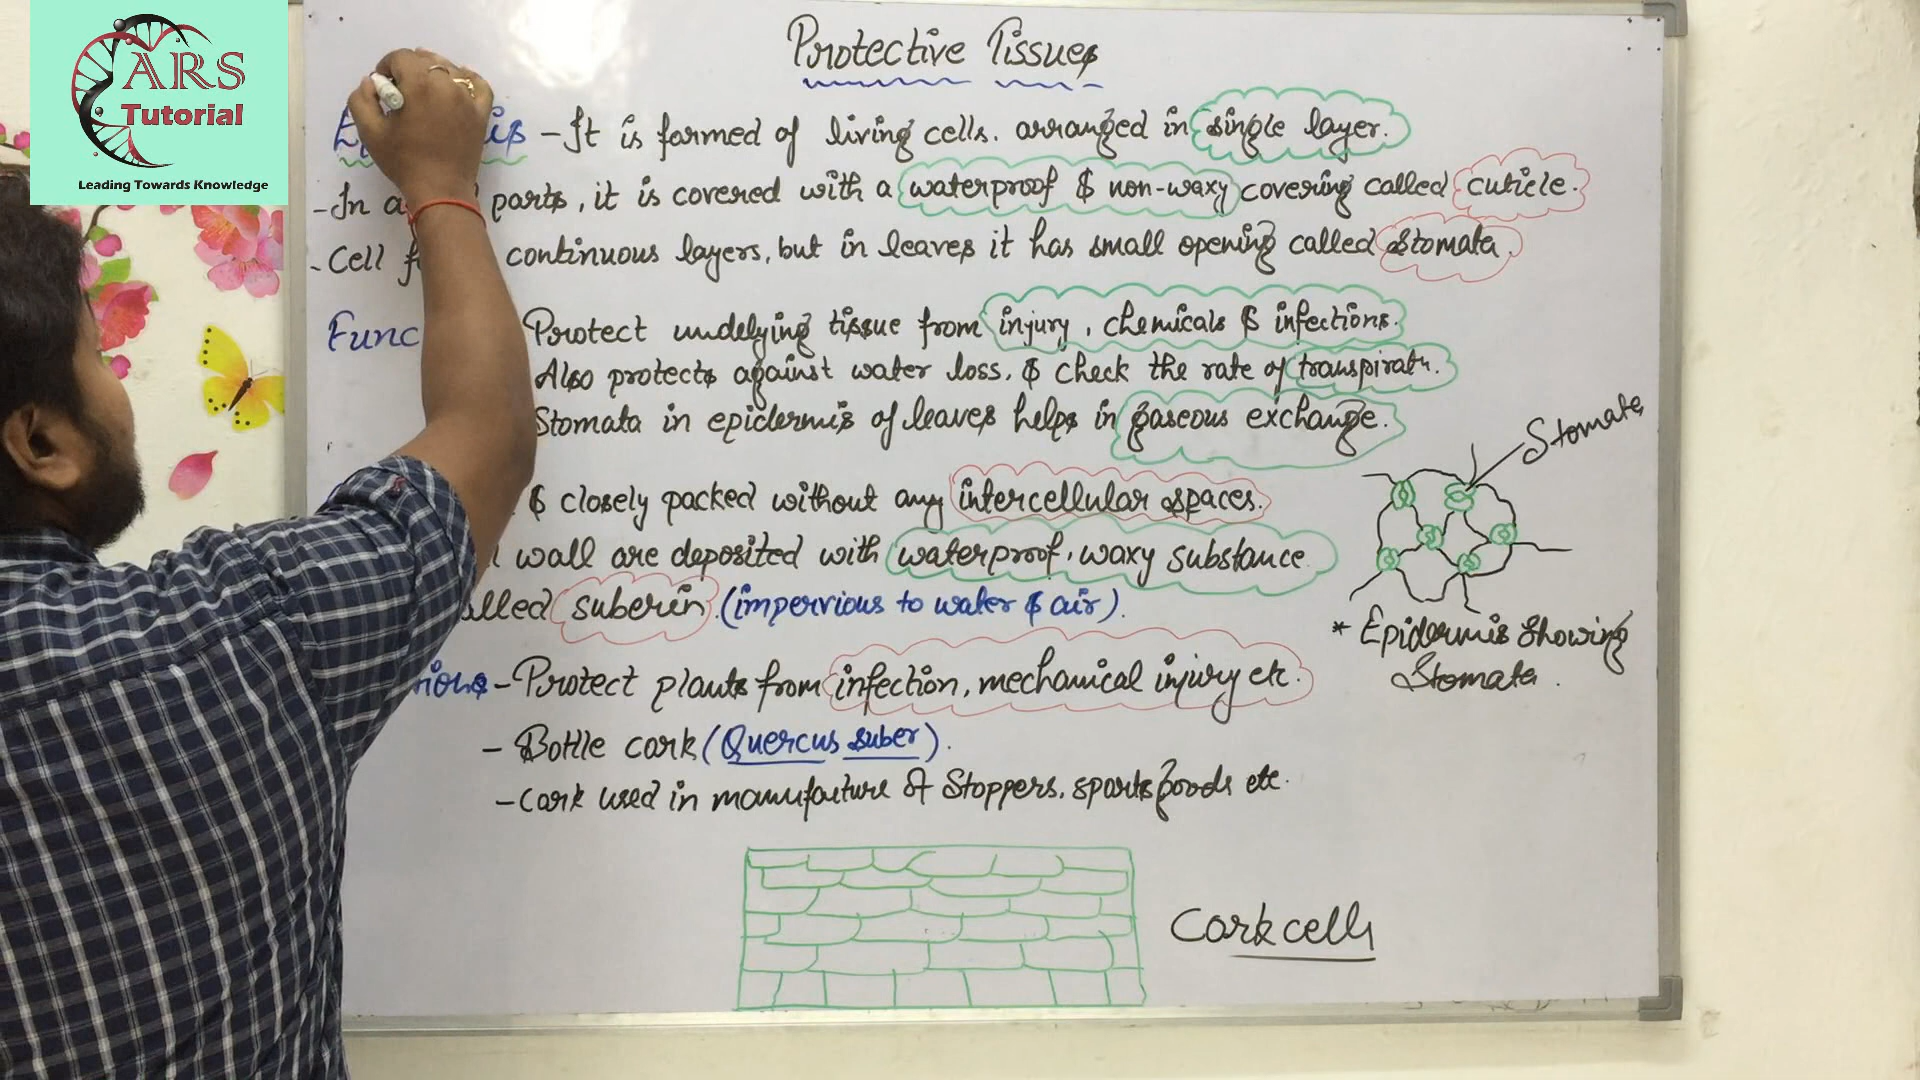 ARS
Tutorial
Leading Towards Knowledge
Protective Tissues
- It is formed of living cells. arranged in single layer.
- In parts, it is covered with a waterproof & non-waxy covering called cuticle.
- Cell continuous layers, but in leaves it has small opening called stomata.
Func Protect undelying tissue from injury, chemicals & infections.
Also protects against water loss, & check the rate of transpiratn.
Stomata in epidermis of leaves helps in gaseous exchange.
Stomata
& closely packed without any intercellular spaces.
wall are deposited with waterproof, waxy substance
alled suberin (impervious to water & air).
* Epidermis Showing
Stomata.
tions - Protect plants from infection, mechanical injury etc.
- Bottle cork (Quercus suber).
- Cork used in manufacture of Stoppers, sports goods etc.
Cork cells